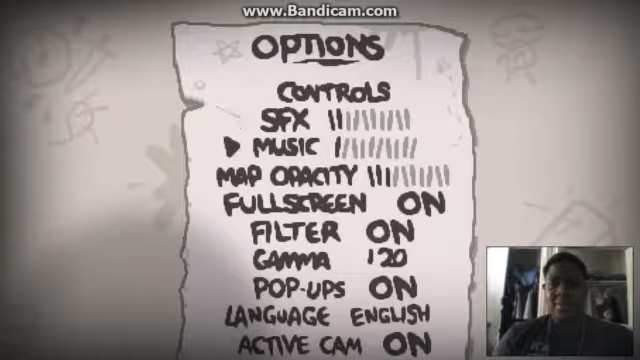 www.Bandicam.com
OPTIONS
CONTROLS
SFX
MUSIC
MAP OPACITY
FULLSCREEN ON
FILTER ON
GAMMA 120
POP-UPS ON
LANGUAGE ENGLISH
ACTIVE CAM ON